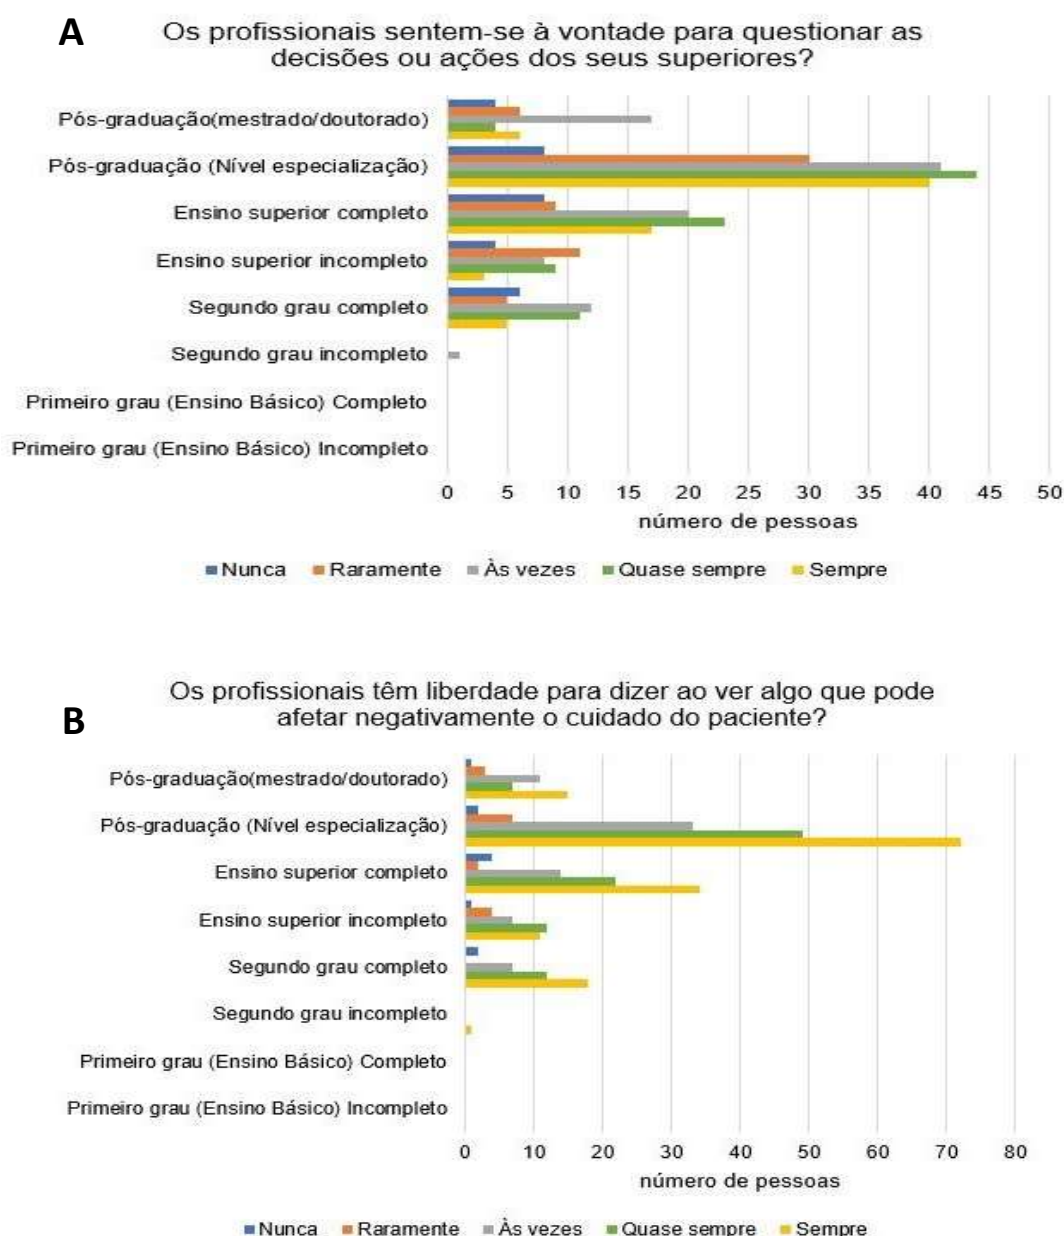 A
Os profissionais sentem-se à vontade para questionar as
decisões ou ações dos seus superiores?
Pós-graduação(mestrado/doutorado)
Pós-graduação (Nível especialização)
Ensino superior completo
Ensino superior incompleto
Segundo grau completo
Segundo grau incompleto
Primeiro grau (Ensino Básico) Completo
Primeiro grau (Ensino Básico) Incompleto
0 5 10 15 20 25 30 35 40 45 50
número de pessoas
Nunca Raramente Às vezes Quase sempre Sempre
B
Os profissionais têm liberdade para dizer ao ver algo que pode
afetar negativamente o cuidado do paciente?
Pós-graduação(mestrado/doutorado)
Pós-graduação (Nível especialização)
Ensino superior completo
Ensino superior incompleto
Segundo grau completo
Segundo grau incompleto
Primeiro grau (Ensino Básico) Completo
Primeiro grau (Ensino Básico) Incompleto
0 10 20 30 40 50 60 70 80
número de pessoas
Nunca Raramente Às vezes Quase sempre Sempre